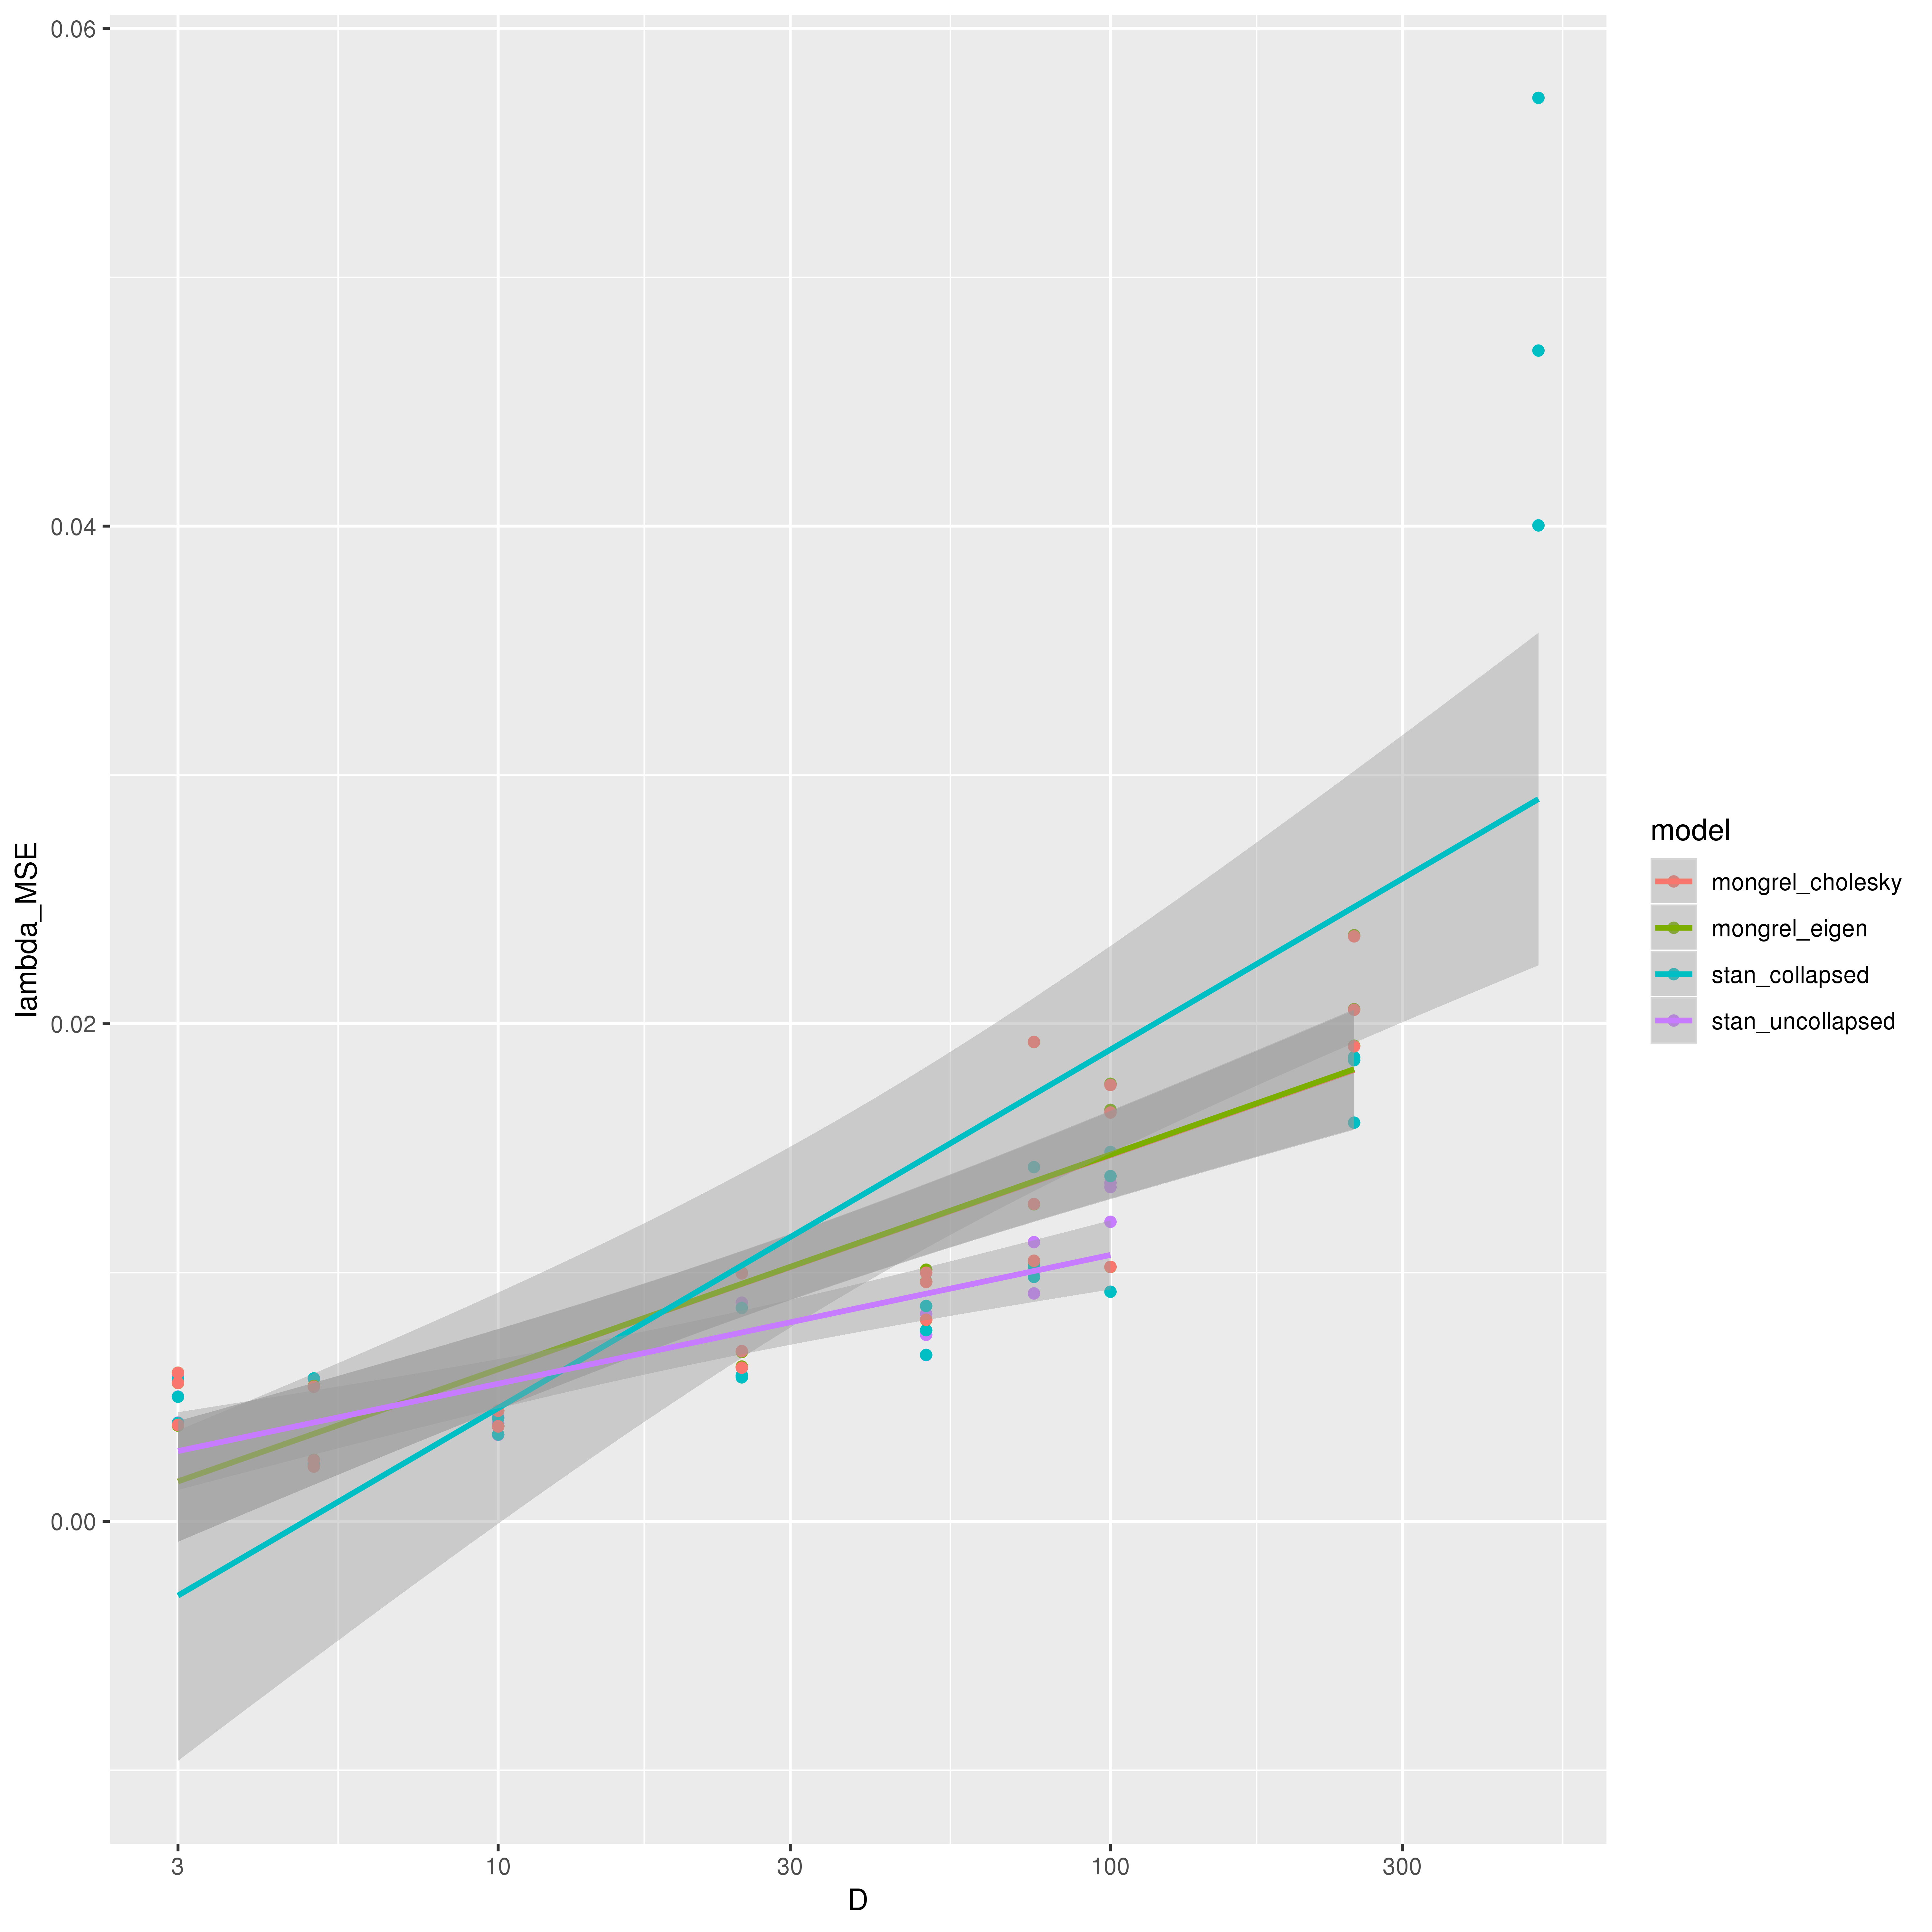 0.06
0.04
0.02
0.00
lambda_MSE
3
10
30
100
300
D
model
mongrel_cholesky
mongrel_eigen
stan_collapsed
stan_uncollapsed